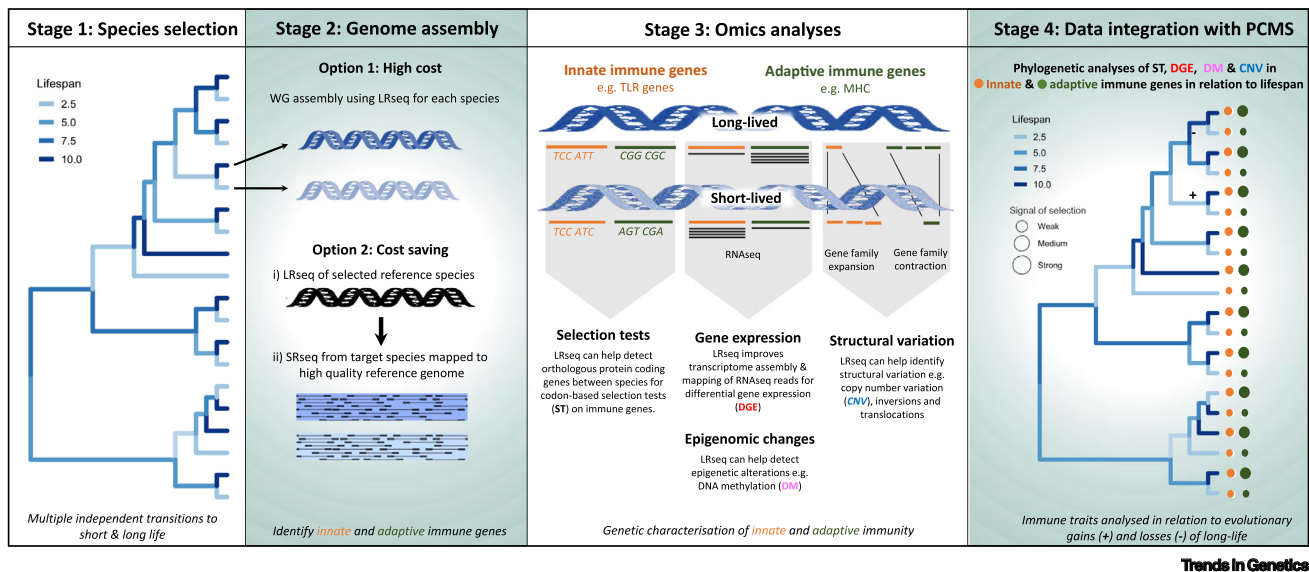 Stage 1: Species selection
Lifespan
2.5
5.0
7.5
10.0
Multiple independent transitions to
short & long life
Stage 2: Genome assembly
Option 1: High cost
WG assembly using LRseq for each species
Option 2: Cost saving
i) LRseq of selected reference species
ii) SRseq from target species mapped to
high quality reference genome
Identify innate and adaptive immune genes
Stage 3: Omics analyses
Innate immune genes
e.g. TLR genes
Adaptive immune genes
e.g. MHC
Long-lived
TCC ATT
CGG CGC
Short-lived
TCC ATC
AGT CGA
RNAseq
Gene family
expansion
Gene family
contraction
Selection tests
LRseq can help detect
orthologous protein coding
genes between species for
codon-based selection tests
(ST) on immune genes.
Gene expression
LRseq improves
transcriptome assembly &
mapping of RNAseq reads for
differential gene expression
(DGE)
Structural variation
LRseq can help identify
structural variation e.g.
copy number variation
(CNV), inversions and
translocations
Epigenomic changes
LRseq can help detect
epigenetic alterations e.g.
DNA methylation (DM)
Genetic characterisation of innate and adaptive immunity
Stage 4: Data integration with PCMS
Phylogenetic analyses of ST, DGE, DM & CNV in
Innate & adaptive immune genes in relation to lifespan
Lifespan
2.5
5.0
7.5
10.0
Signal of selection
Weak
Medium
Strong
-
+
Immune traits analysed in relation to evolutionary
gains (+) and losses (-) of long-life
Trends in Genetics